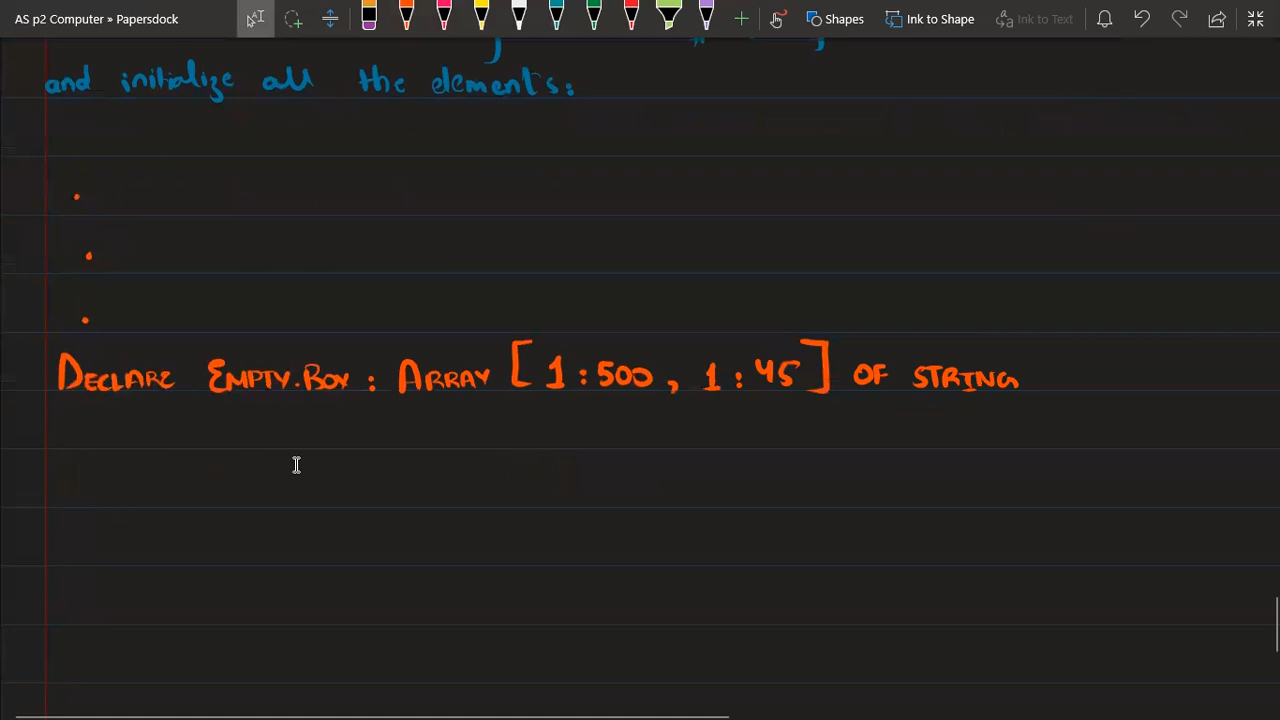 AS p2 Computer » Papersdock
Shapes
Ink to Shape
Ink to Text
and initialize all the element's:
DECLARE EMPTY.BOX : ARRAY [ 1 : 500 , 1 : 45 ] OF STRING